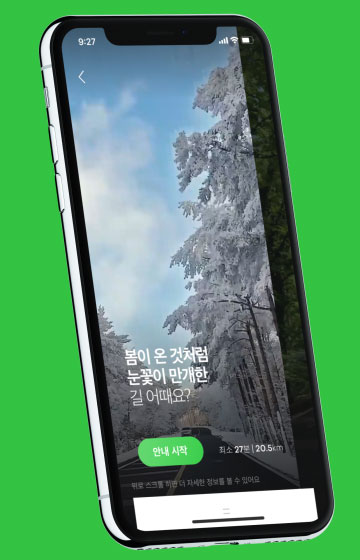 9:27
봄이 온 것처럼
눈꽃이 만개한
길 어때요?
안내 시작
최소 27분 | 20.5km
위로 스크롤 하면 더 자세한 정보를 볼 수 있어요